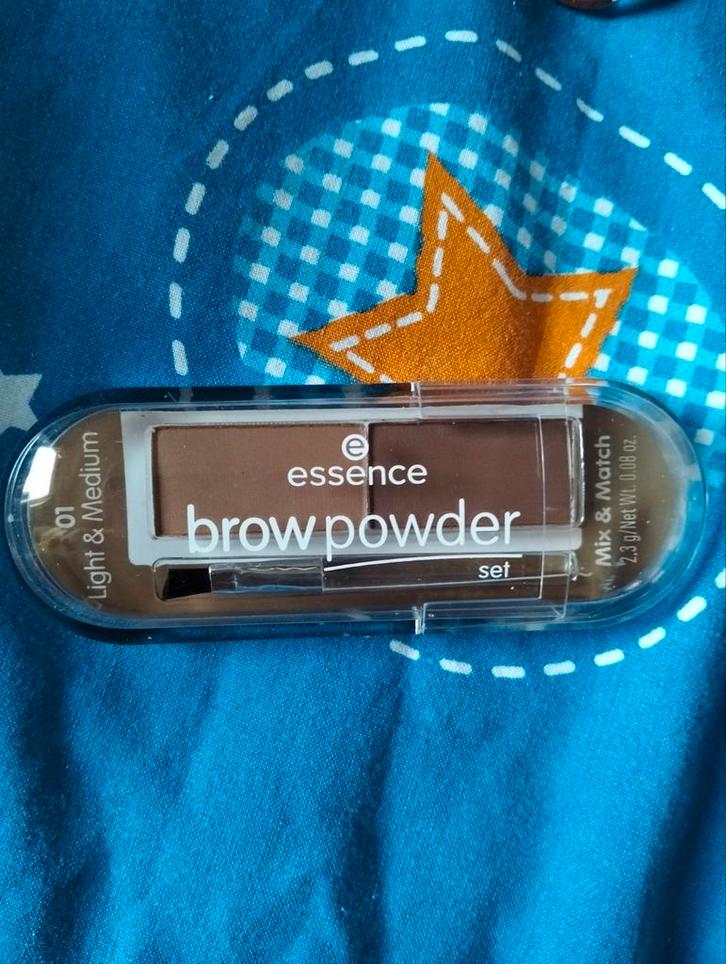 01
Light & Medium
essence
browpowder
set
Mix & Match
2.3 g/Net Wt. 0.08 oz.